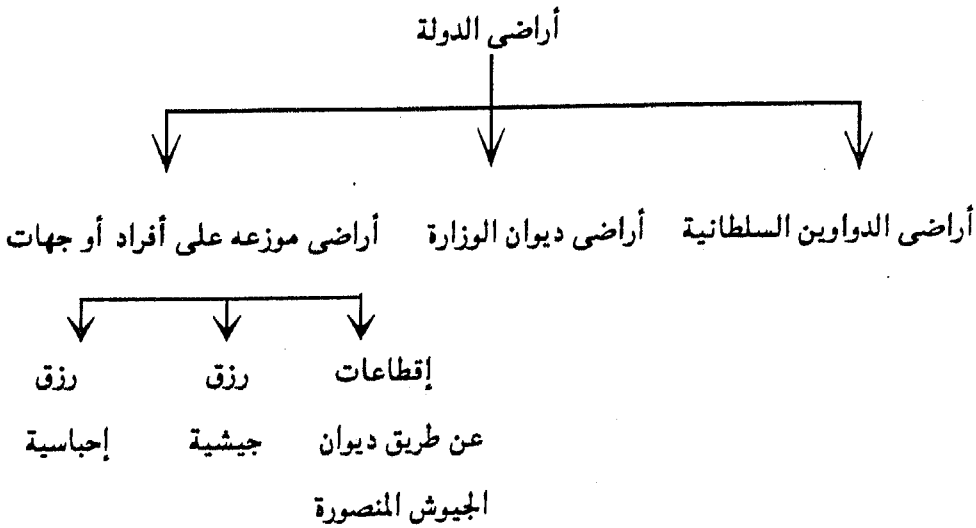 أراضى الدولة
أراضى الدواوين السلطانية
أراضى ديوان الوزارة
أراضى موزعه على أفراد أو جهات
إقطاعات
عن طريق ديوان
الجيوش المنصورة
رزق
جيشية
رزق
إحباسية